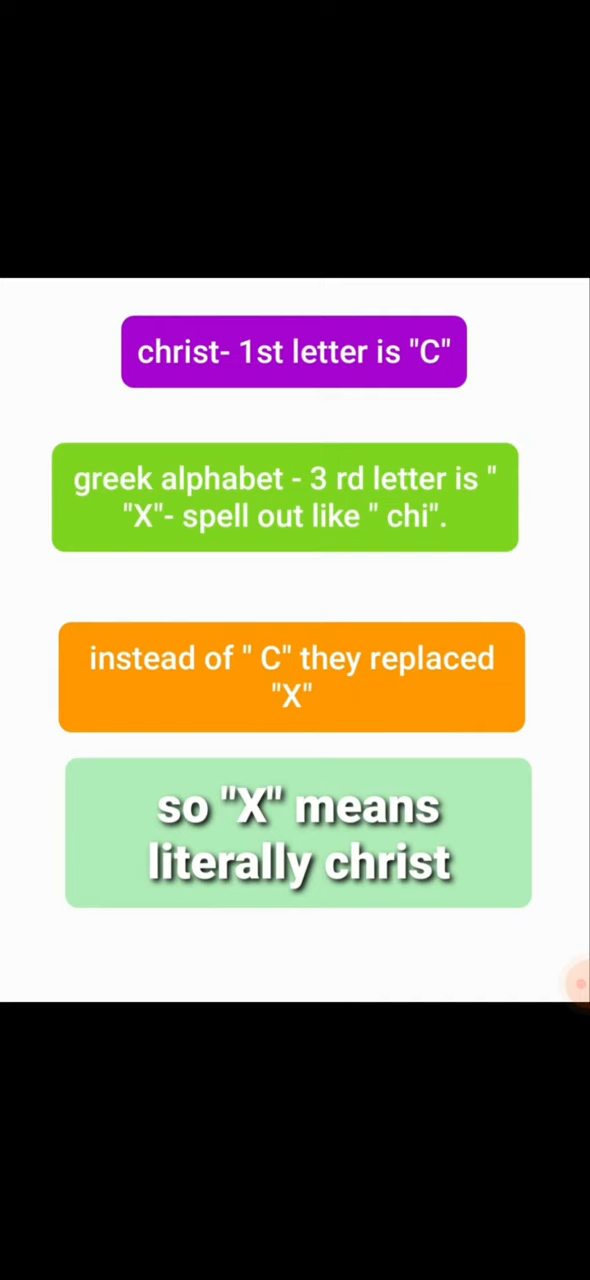 christ- 1st letter is "C"
greek alphabet - 3 rd letter is "
"X"- spell out like " chi".
instead of " C" they replaced
"X"
so "X" means
literally christ